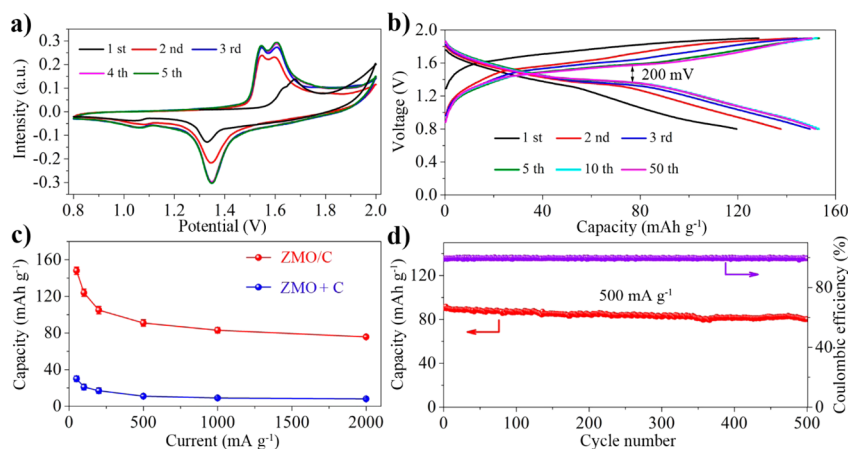 a)
0.3
0.2
0.1
0.0
-0.1
-0.2
-0.3
Intensity (a.u.)
1 st 2 nd 3 rd
4 th 5 th
0.8 1.0 1.2 1.4 1.6 1.8 2.0
Potential (V)
b)
2.0
1.6
1.2
0.8
0.4
0.0
Voltage (V)
200 mV
1 st 2 nd 3 rd
5 th 10 th 50 th
0 40 80 120 160
Capacity (mAh g-1)
c)
200
160
120
80
40
0
Capacity (mAh g-1)
ZMO/C
ZMO + C
0 500 1000 1500 2000
Current (mA g-1)
d)
160
120
80
40
0
Capacity (mAh g-1)
500 mA g-1
100
80
60
40
20
0
Coulombic efficiency (%)
0 100 200 300 400 500
Cycle number